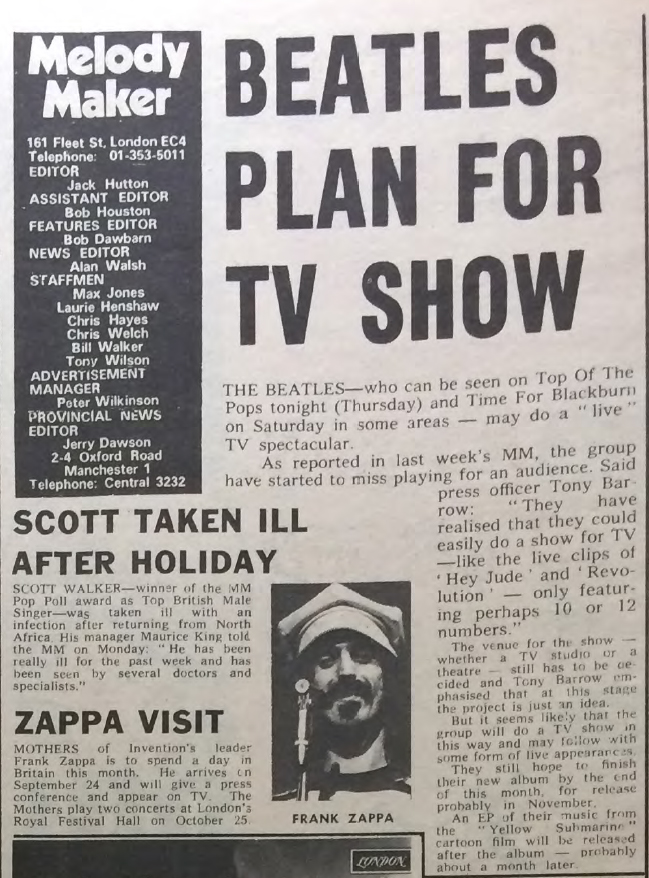 Melody
Maker
161 Fleet St, London EC4
Telephone: 01-353-5011
EDITOR
Jack Hutton
ASSISTANT EDITOR
Bob Houston
FEATURES EDITOR
Bob Dawbarn
NEWS EDITOR
Alan Walsh
STAFFMEN
Max Jones
Laurie Henshaw
Chris Hayes
Chris Welch
Bill Walker
Tony Wilson
ADVERTISEMENT
MANAGER
Peter Wilkinson
PROVINCIAL NEWS
EDITOR
Jerry Dawson
2-4 Oxford Road
Manchester 1
Telephone: Central 3232
BEATLES
PLAN FOR
TV SHOW
THE BEATLES—who can be seen on Top Of The
Pops tonight (Thursday) and Time For Blackburn
on Saturday in some areas — may do a "live"
TV spectacular.
As reported in last week's MM, the group
have started to miss playing for an audience. Said
press officer Tony Bar-
row: "They have
realised that they could
easily do a show for TV
—like the live clips of
'Hey Jude' and 'Revo-
lution' — only featur-
ing perhaps 10 or 12
numbers."
The venue for the show —
whether a TV studio or a
theatre — still has to be de-
cided and Tony Barrow em-
phasised that at this stage
the project is just an idea.
But it seems likely that the
group will do a TV show in
this way and may follow with
some form of live appearances.
They still hope to finish
their new album by the end
of this month, for release
probably in November.
An EP of their music from
the "Yellow Submarine"
cartoon film will be released
after the album — probably
about a month later.
SCOTT TAKEN ILL
AFTER HOLIDAY
SCOTT WALKER—winner of the MM
Pop Poll award as Top British Male
Singer—was taken ill with an
infection after returning from North
Africa. His manager Maurice King told
the MM on Monday: "He has been
really ill for the past week and has
been seen by several doctors and
specialists."
ZAPPA VISIT
MOTHERS of Invention's leader
Frank Zappa is to spend a day in
Britain this month. He arrives on
September 24 and will give a press
conference and appear on TV. The
Mothers play two concerts at London's
Royal Festival Hall on October 25.
FRANK ZAPPA
LONDON